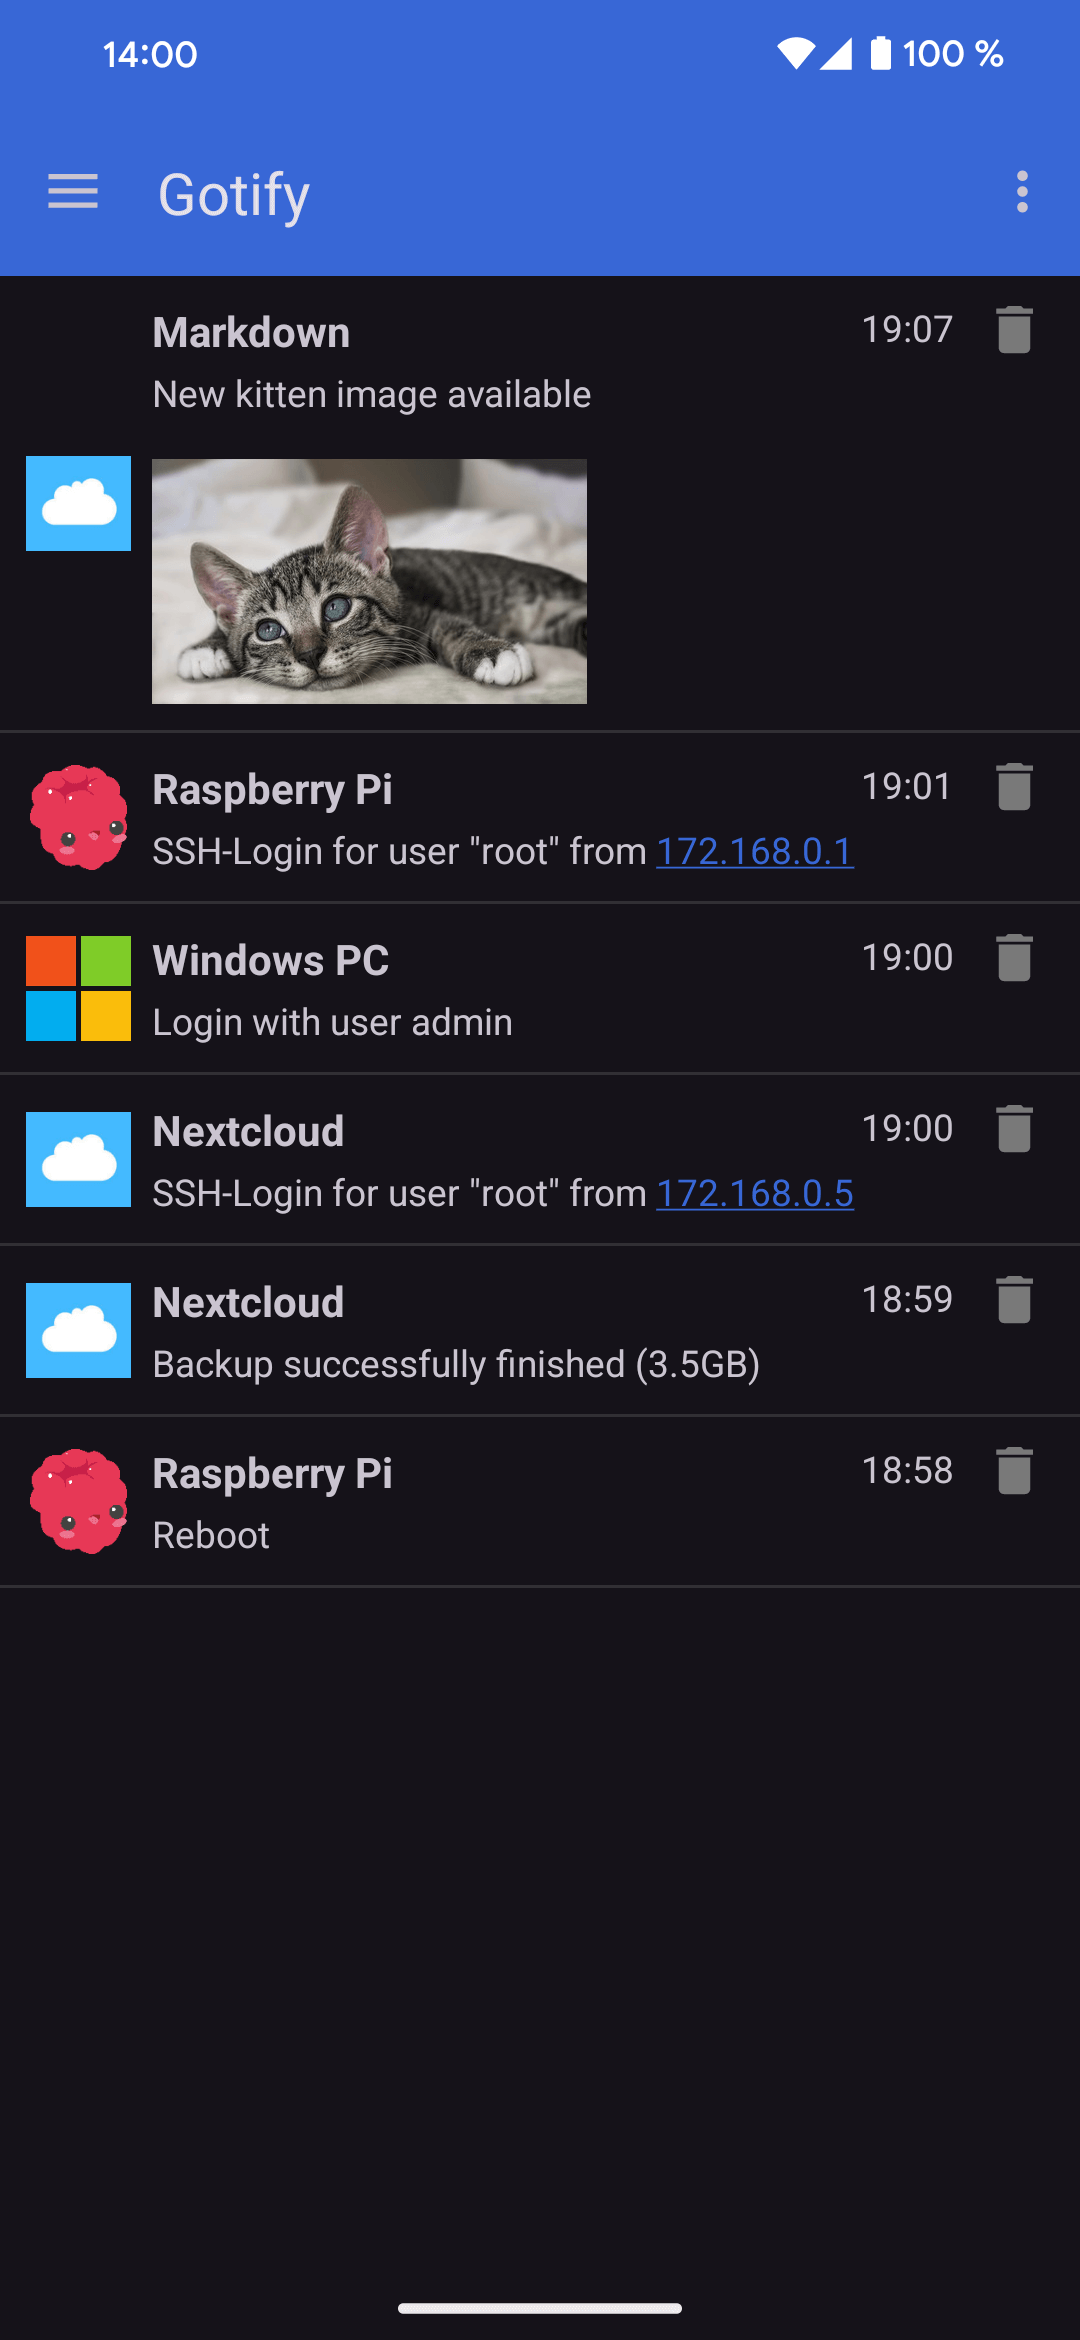 14:00
100 %
Gotify
Markdown
19:07
New kitten image available
Raspberry Pi
19:01
SSH-Login for user "root" from 172.168.0.1
Windows PC
19:00
Login with user admin
Nextcloud
19:00
SSH-Login for user "root" from 172.168.0.5
Nextcloud
18:59
Backup successfully finished (3.5GB)
Raspberry Pi
18:58
Reboot